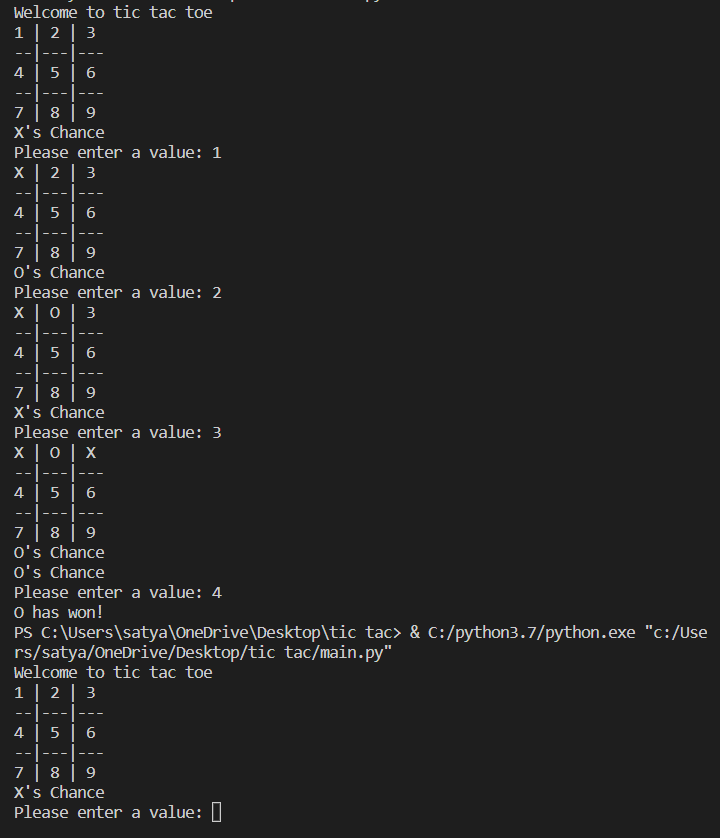 Welcome to tic tac toe
1 | 2 | 3
--|---|---
4 | 5 | 6
--|---|---
7 | 8 | 9
X's Chance
Please enter a value: 1
X | 2 | 3
--|---|---
4 | 5 | 6
--|---|---
7 | 8 | 9
O's Chance
Please enter a value: 2
X | O | 3
--|---|---
4 | 5 | 6
--|---|---
7 | 8 | 9
X's Chance
Please enter a value: 3
X | O | X
--|---|---
4 | 5 | 6
--|---|---
7 | 8 | 9
O's Chance
O's Chance
Please enter a value: 4
O has won!
PS C:\Users\satya\OneDrive\Desktop\tic tac> & C:/python3.7/python.exe "c:/Use
rs/satya/OneDrive/Desktop/tic tac/main.py"
Welcome to tic tac toe
1 | 2 | 3
--|---|---
4 | 5 | 6
--|---|---
7 | 8 | 9
X's Chance
Please enter a value: